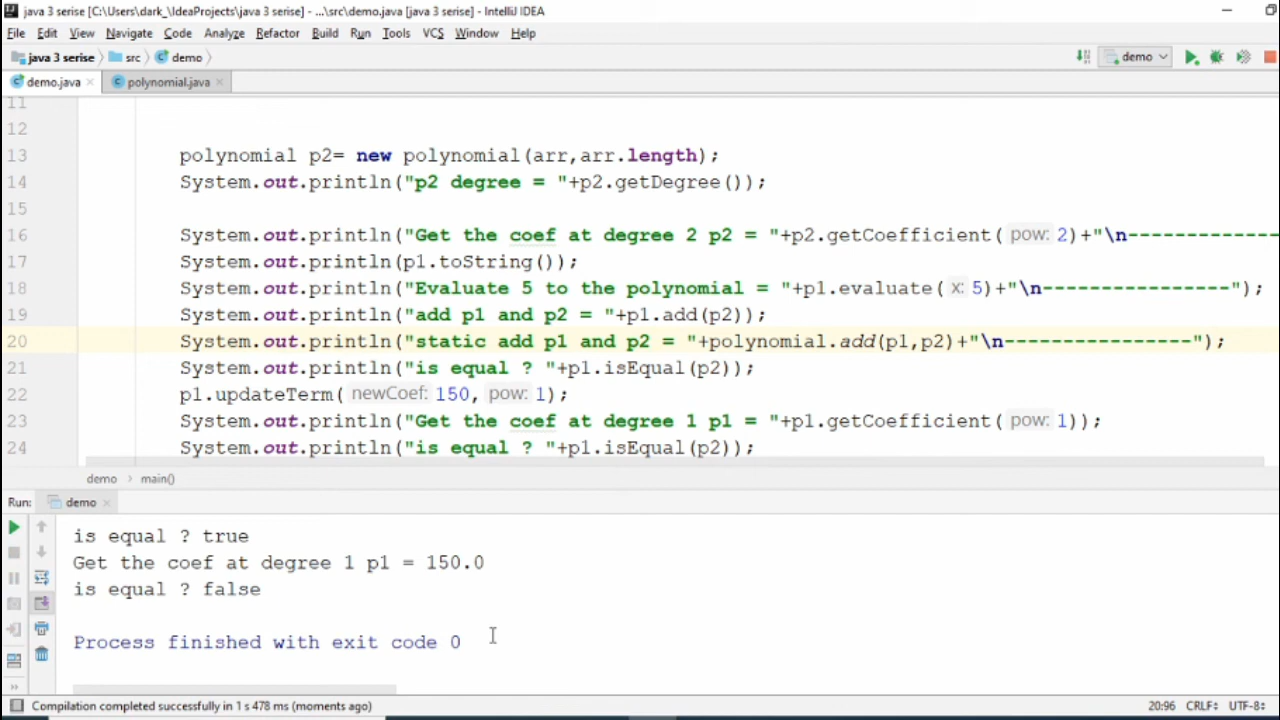 java 3 serise [C:\Users\dark_\IdeaProjects\java 3 serise] - ...\src\demo.java [java 3 serise] - IntelliJ IDEA
File Edit View Navigate Code Analyze Refactor Build Run Tools VCS Window Help
java 3 serise src demo demo
demo.java polynomial.java
11
12
13 polynomial p2= new polynomial(arr,arr.length);
14 System.out.println("p2 degree = "+p2.getDegree());
15
16 System.out.println("Get the coef at degree 2 p2 = "+p2.getCoefficient( pow: 2)+"\n-------------
17 System.out.println(p1.toString());
18 System.out.println("Evaluate 5 to the polynomial = "+p1.evaluate( x: 5)+"\n----------------");
19 System.out.println("add p1 and p2 = "+p1.add(p2));
20 System.out.println("static add p1 and p2 = "+polynomial.add(p1,p2)+"\n----------------");
21 System.out.println("is equal ? "+p1.isEqual(p2));
22 p1.updateTerm( newCoef: 150, pow: 1);
23 System.out.println("Get the coef at degree 1 p1 = "+p1.getCoefficient( pow: 1));
24 System.out.println("is equal ? "+p1.isEqual(p2));
demo main()
Run: demo
is equal ? true
Get the coef at degree 1 p1 = 150.0
is equal ? false
Process finished with exit code 0
Compilation completed successfully in 1 s 478 ms (moments ago) 20:96 CRLF UTF-8